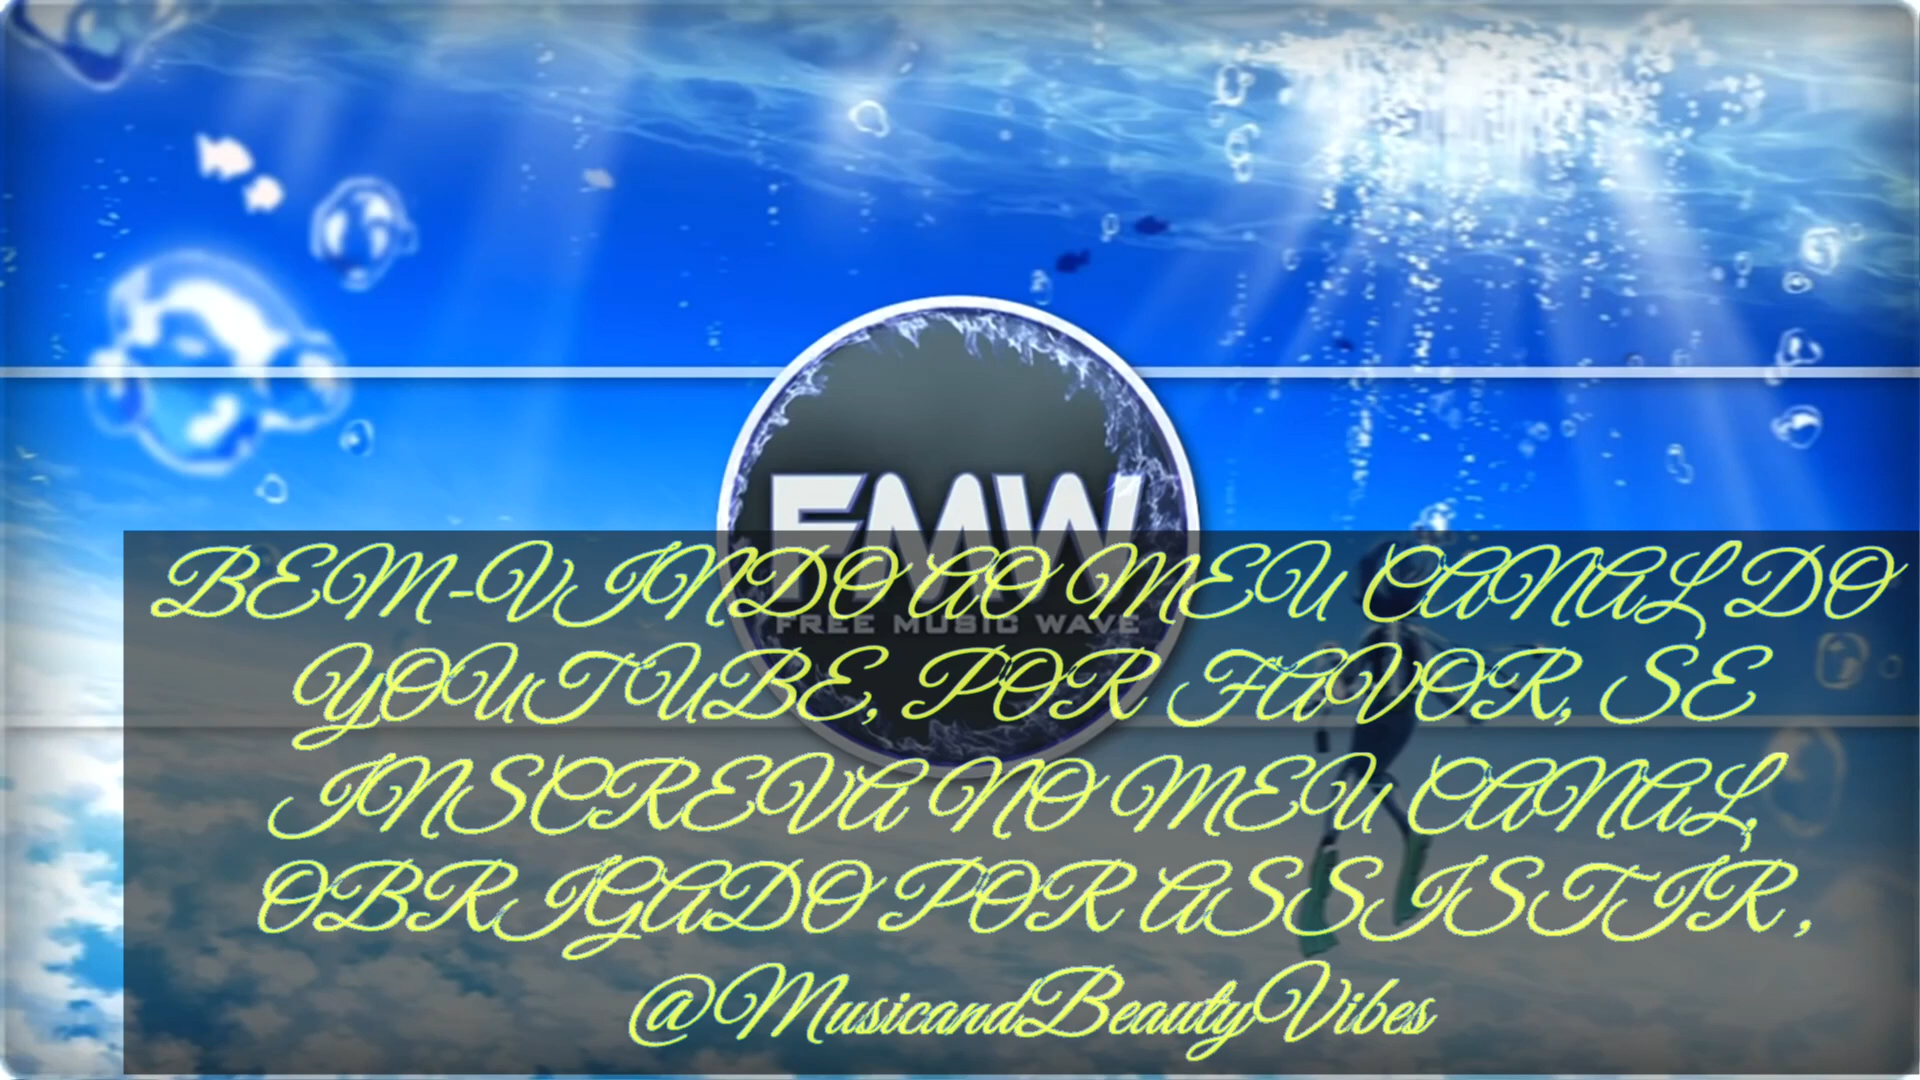 FMW
FREE MUSIC WAVE
BEM-VINDO AO MEU CANAL DO
YOUTUBE, POR FAVOR, SE
INSCREVA NO MEU CANAL,
OBRIGADO POR ASSISTIR ,
@MusicandBeautyVibes